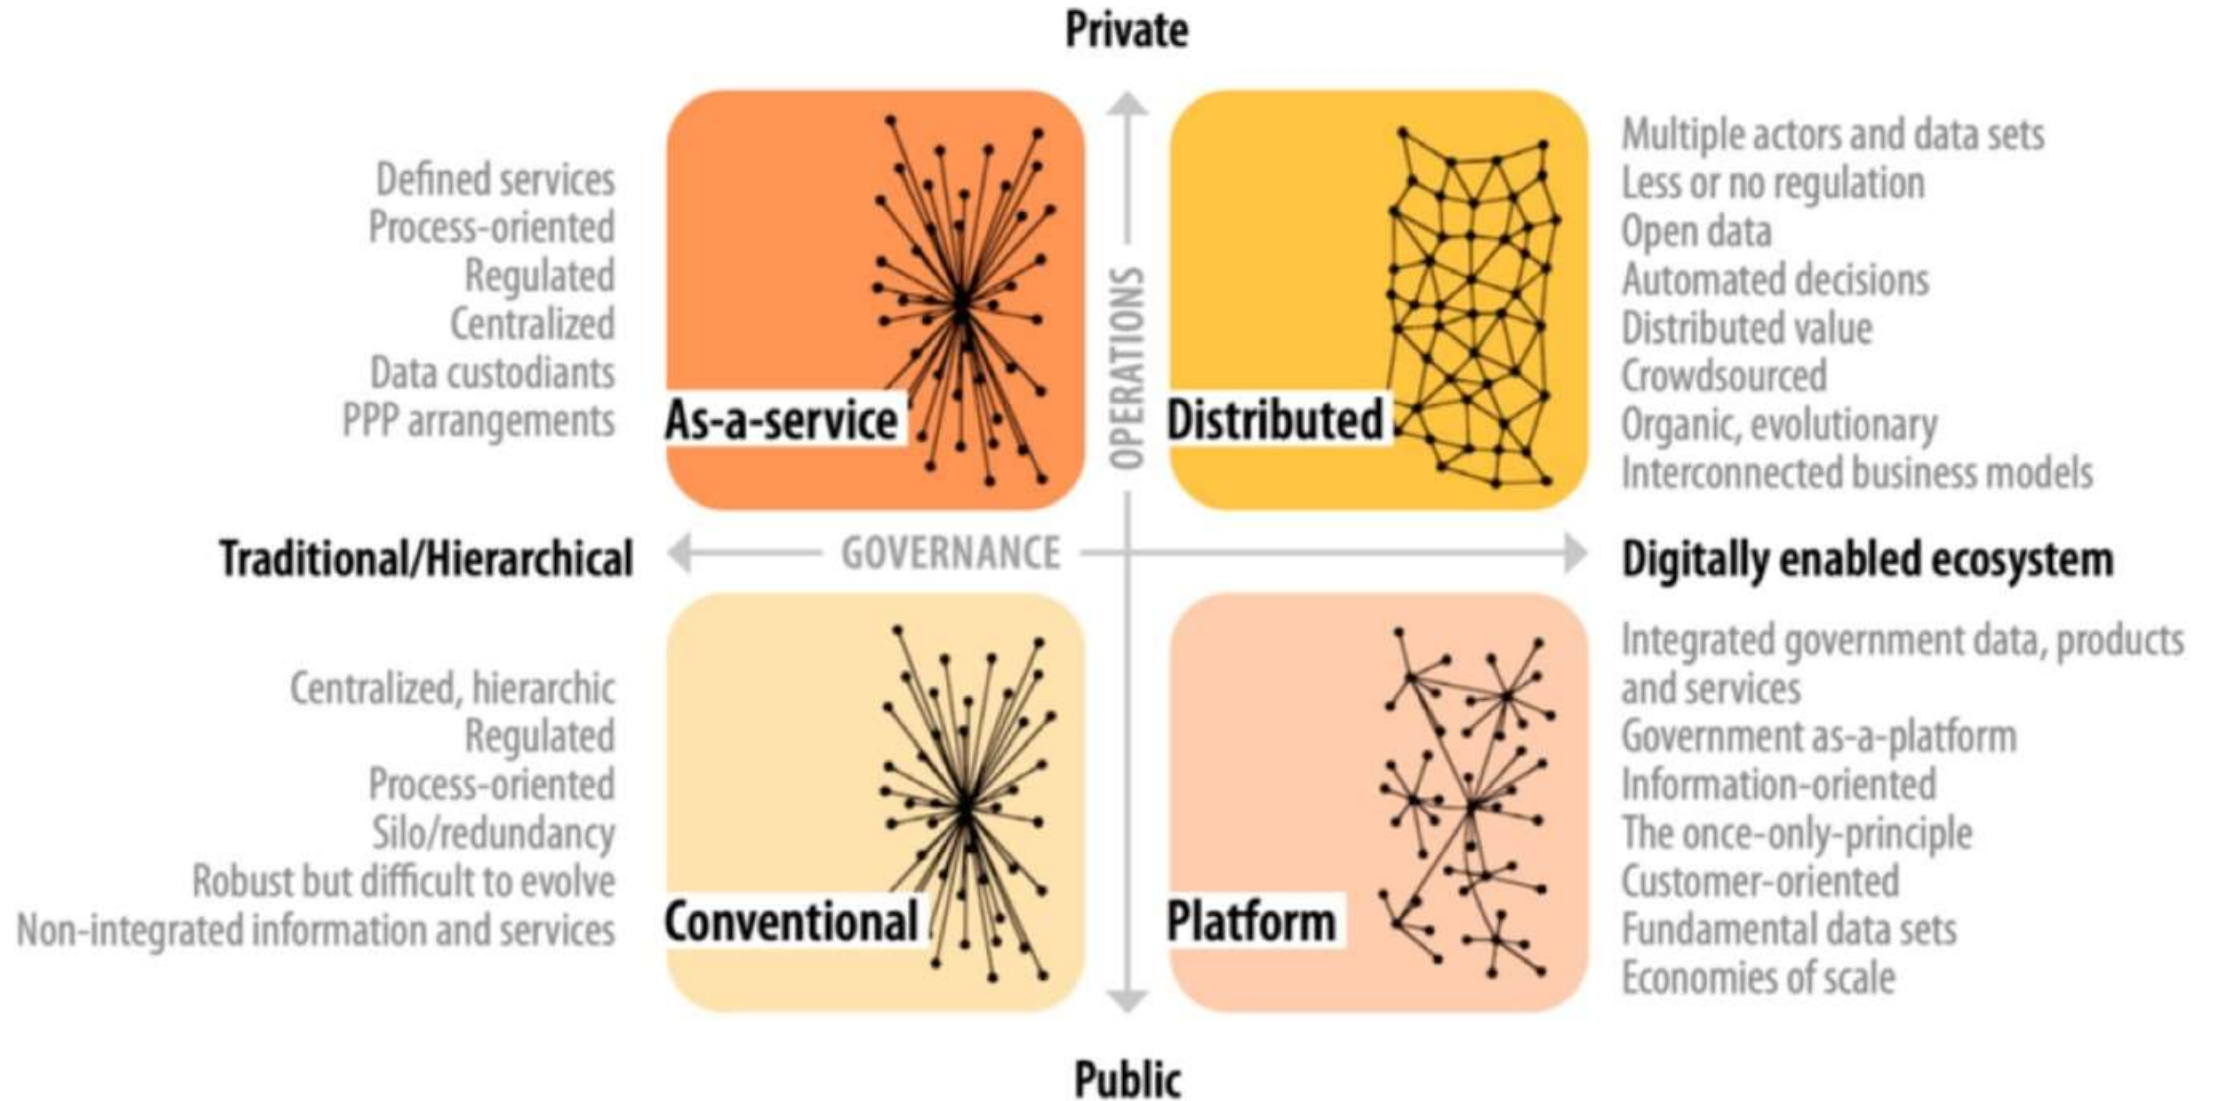 Private
Defined services
Process-oriented
Regulated
Centralized
Data custodiants
PPP arrangements
As-a-service
OPERATIONS
Distributed
Multiple actors and data sets
Less or no regulation
Open data
Automated decisions
Distributed value
Crowdsourced
Organic, evolutionary
Interconnected business models
Traditional/Hierarchical
GOVERNANCE
Digitally enabled ecosystem
Centralized, hierarchic
Regulated
Process-oriented
Silo/redundancy
Robust but difficult to evolve
Non-integrated information and services
Conventional
Platform
Integrated government data, products
and services
Government as-a-platform
Information-oriented
The once-only-principle
Customer-oriented
Fundamental data sets
Economies of scale
Public